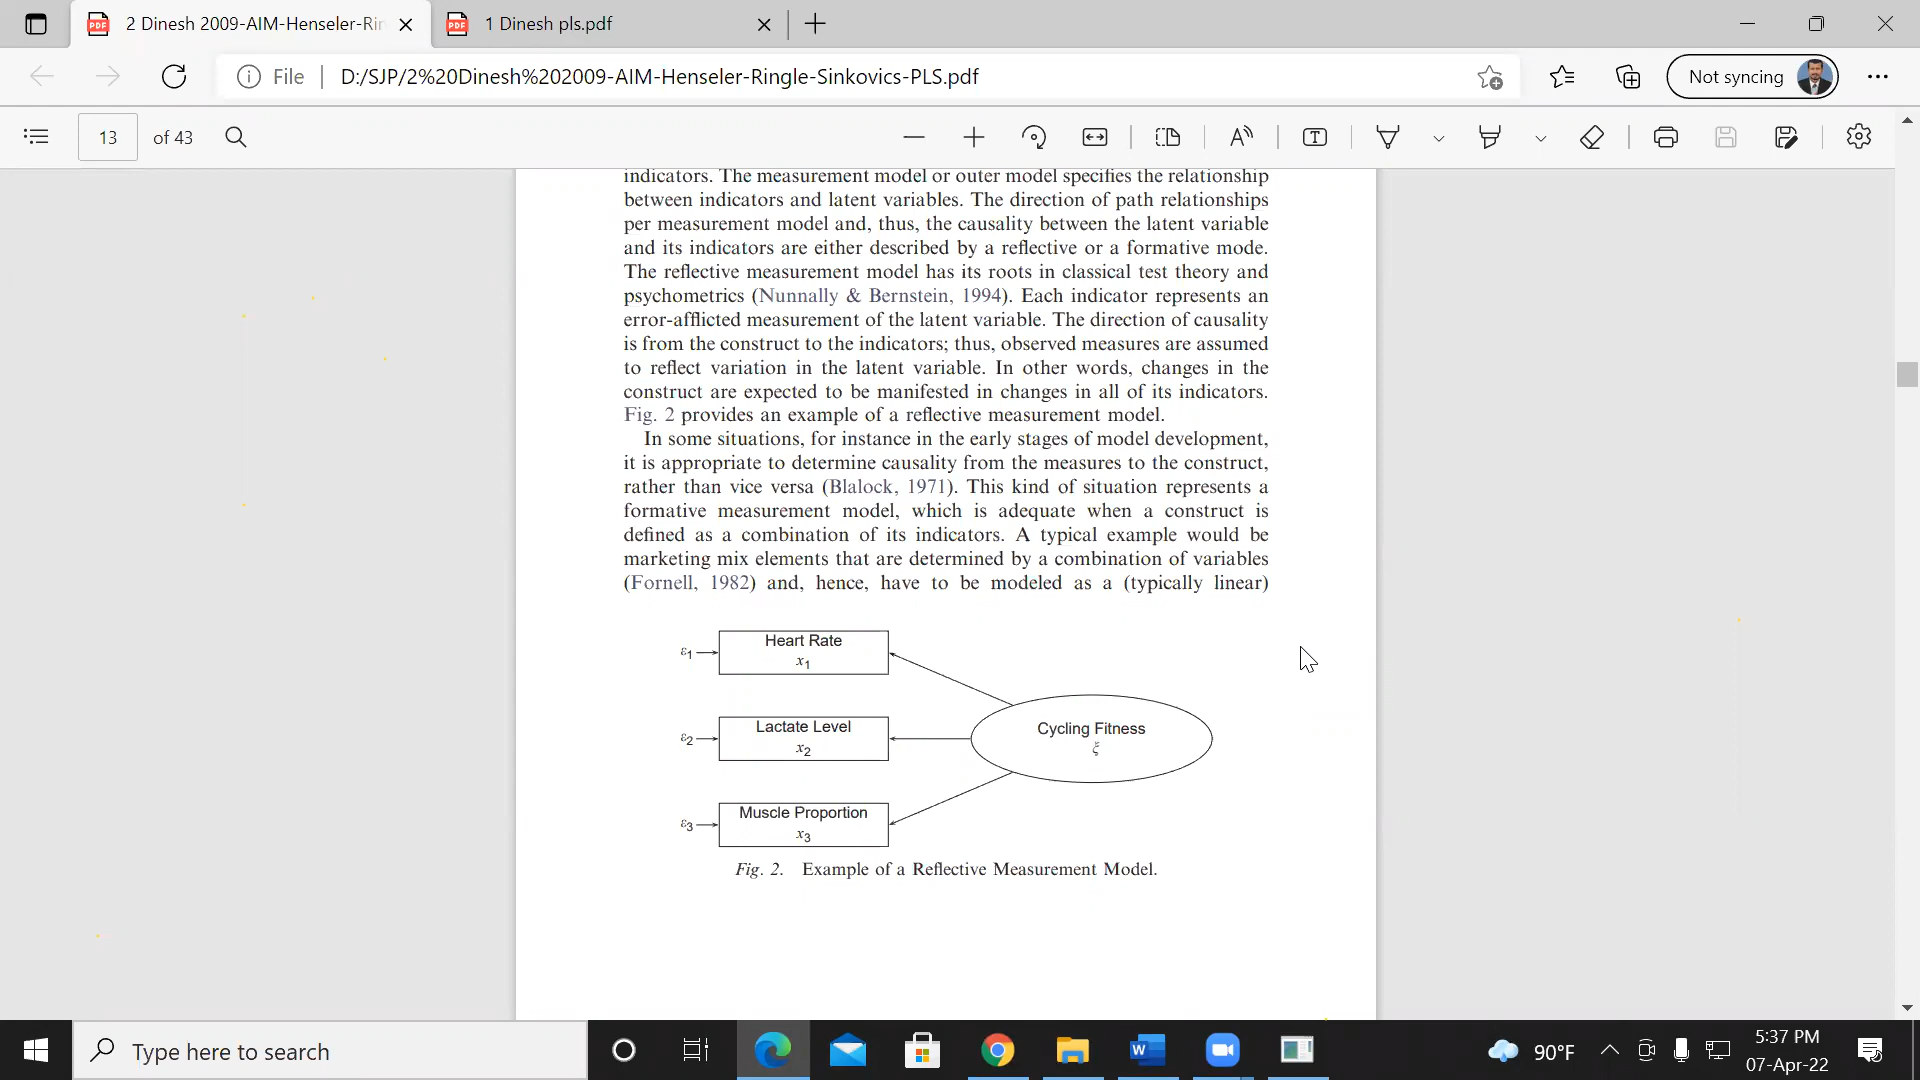 2 Dinesh 2009-AIM-Henseler-Rin
1 Dinesh pls.pdf
File
D:/SJP/2%20Dinesh%202009-AIM-Henseler-Ringle-Sinkovics-PLS.pdf
Not syncing
13 of 43
indicators. The measurement model or outer model specifies the relationship
between indicators and latent variables. The direction of path relationships
per measurement model and, thus, the causality between the latent variable
and its indicators are either described by a reflective or a formative mode.
The reflective measurement model has its roots in classical test theory and
psychometrics (Nunnally & Bernstein, 1994). Each indicator represents an
error-afflicted measurement of the latent variable. The direction of causality
is from the construct to the indicators; thus, observed measures are assumed
to reflect variation in the latent variable. In other words, changes in the
construct are expected to be manifested in changes in all of its indicators.
Fig. 2 provides an example of a reflective measurement model.
In some situations, for instance in the early stages of model development,
it is appropriate to determine causality from the measures to the construct,
rather than vice versa (Blalock, 1971). This kind of situation represents a
formative measurement model, which is adequate when a construct is
defined as a combination of its indicators. A typical example would be
marketing mix elements that are determined by a combination of variables
(Fornell, 1982) and, hence, have to be modeled as a (typically linear)
ε1
Heart Rate
x1
ε2
Lactate Level
x2
Cycling Fitness
ξ
ε3
Muscle Proportion
x3
Fig. 2. Example of a Reflective Measurement Model.
Type here to search
90°F
5:37 PM
07-Apr-22